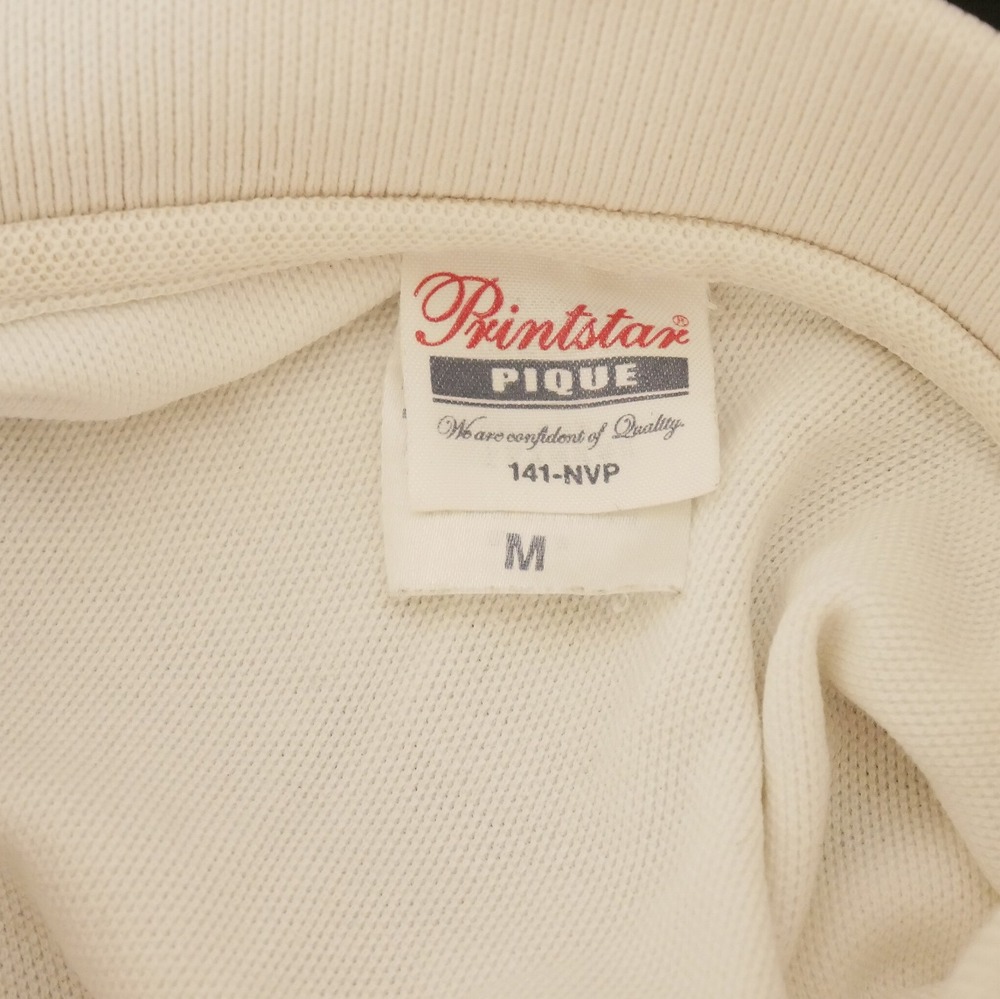 Printstar®
PIQUE
We are confident of Quality.
141-NVP
M